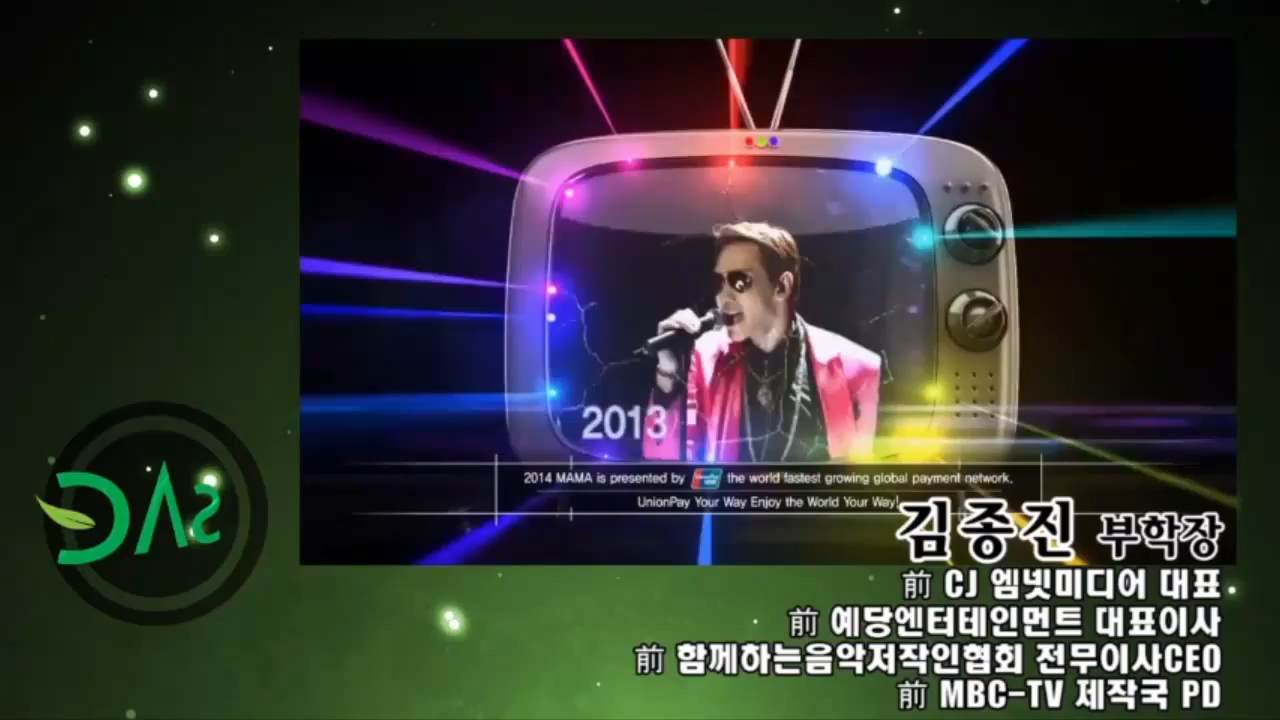 2013
2014 MAMA is presented by UnionPay the world fastest growing global payment network,
UnionPay Your Way Enjoy the World Your Way!
김종진 부학장
前 CJ 엠넷미디어 대표
前 예당엔터테인먼트 대표이사
前 함께하는음악저작인협회 전무이사CEO
前 MBC-TV 제작국 PD
DAS